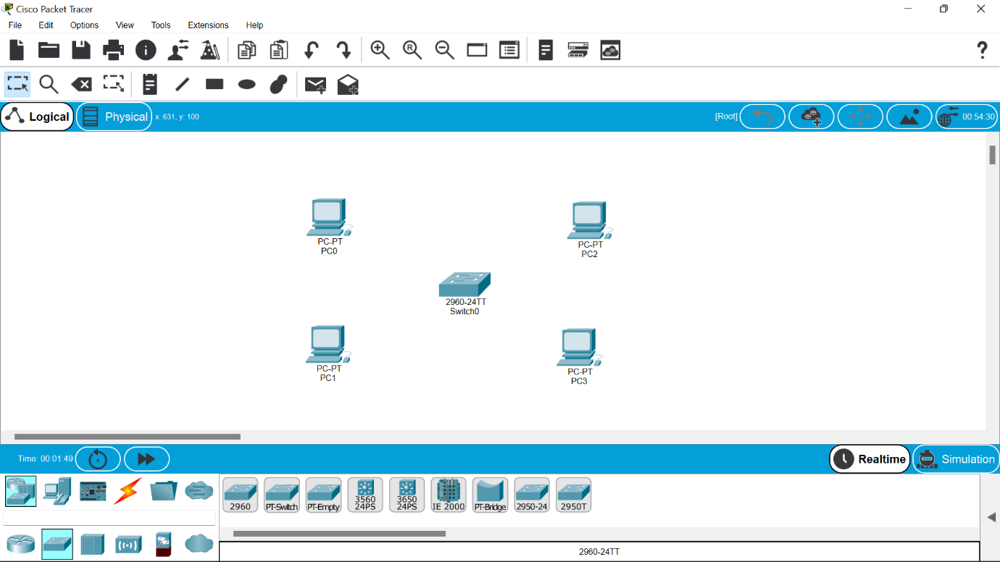 Cisco Packet Tracer
File Edit Options View Tools Extensions Help
R
?
Logical Physical x: 631, y: 100 [Root] 00:54:30
PC-PT
PC0
PC-PT
PC2
2960-24TT
Switch0
PC-PT
PC1
PC-PT
PC3
Time: 00:01:49 Realtime Simulation
2960 PT-Switch PT-Empty 3560 24PS 3650 24PS IE 2000 PT-Bridge 2950-24 2950T
2960-24TT